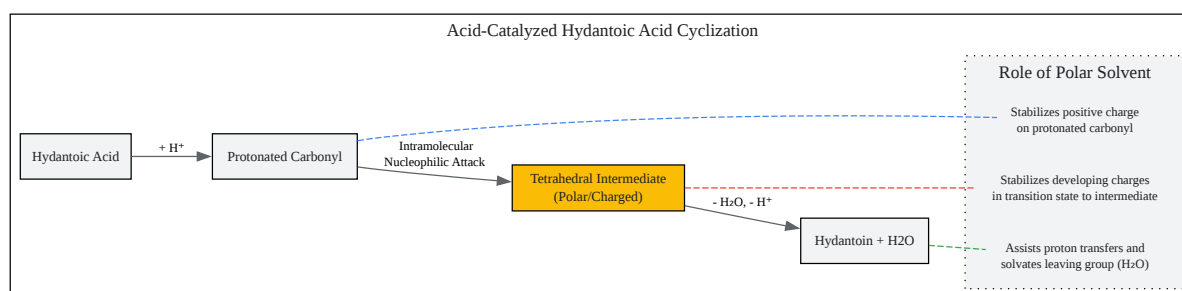 Acid-Catalyzed Hydantoic Acid Cyclization
Role of Polar Solvent
Hydantoic Acid
+ H⁺
Protonated Carbonyl
Intramolecular
Nucleophilic Attack
Tetrahedral Intermediate
(Polar/Charged)
- H₂O, - H⁺
Hydantoin + H2O
Stabilizes positive charge
on protonated carbonyl
Stabilizes developing charges
in transition state to intermediate
Assists proton transfers and
solvates leaving group (H₂O)